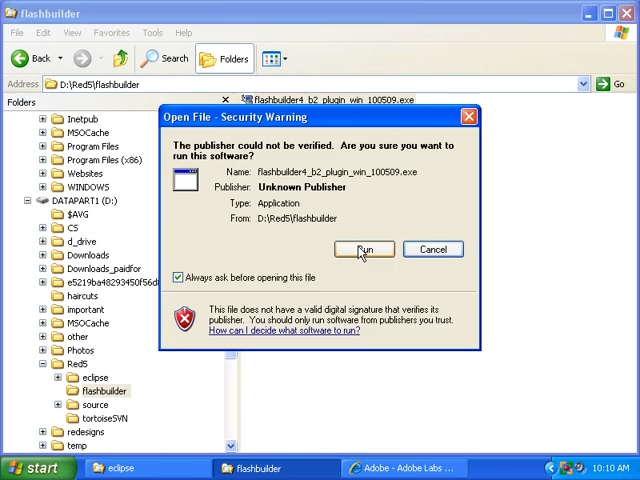 flashbuilder
File Edit View Favorites Tools Help
Back Search Folders
Address D:\Red5\flashbuilder Go
Folders
flashbuilder4_b2_plugin_win_100509.exe
Inetpub
MSOCache
Program Files
Program Files (x86)
Websites
WINDOWS
DATAPART1 (D:)
$AVG
CS
d_drive
Downloads
Downloads_paidfor
e5219ba48293450f56d
haircuts
important
MSOCache
other
Photos
Red5
eclipse
flashbuilder
source
tortoiseSVN
redesigns
temp
Open File - Security Warning
The publisher could not be verified. Are you sure you want to
run this software?
Name: flashbuilder4_b2_plugin_win_100509.exe
Publisher: Unknown Publisher
Type: Application
From: D:\Red5\flashbuilder
Run Cancel
Always ask before opening this file
This file does not have a valid digital signature that verifies its
publisher. You should only run software from publishers you trust.
How can I decide what software to run?
start eclipse flashbuilder Adobe - Adobe Labs ... 10:10 AM